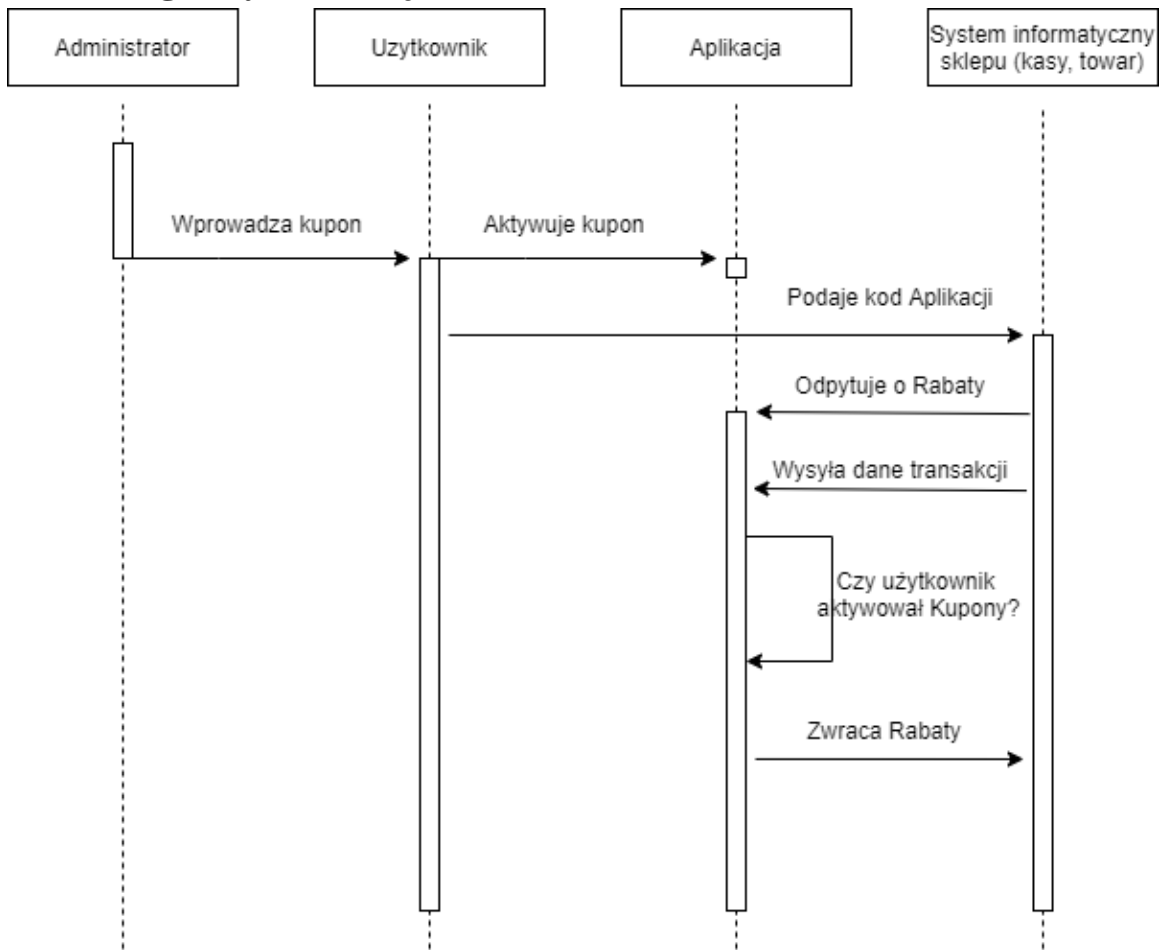 Administrator
Uzytkownik
Aplikacja
System informatyczny
sklepu (kasy, towar)
Wprowadza kupon
Aktywuje kupon
Podaje kod Aplikacji
Odpytuje o Rabaty
Wysyła dane transakcji
Czy użytkownik
aktywował Kupony?
Zwraca Rabaty